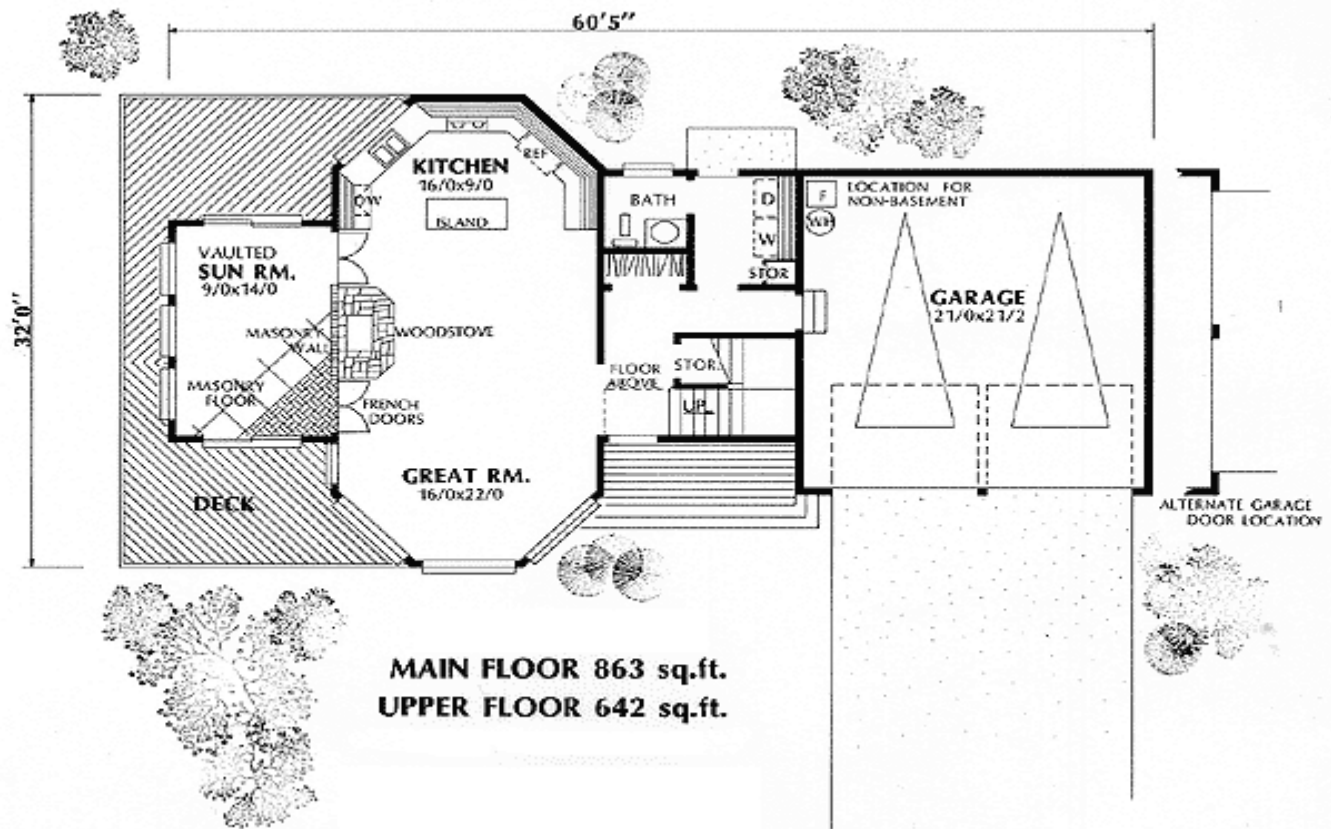 60'5"
32'0"
KITCHEN
16/0x9/0
REF
DW
ISLAND
BATH
D
W
STOR
F
WH
LOCATION FOR
NON-BASEMENT
VAULTED
SUN RM.
9/0x14/0
MASONRY
WALL
WOODSTOVE
MASONRY
FLOOR
FRENCH
DOORS
FLOOR
ABOVE
STOR.
UP
GARAGE
21/0x21/2
GREAT RM.
16/0x22/0
DECK
ALTERNATE GARAGE
DOOR LOCATION
MAIN FLOOR 863 sq.ft.
UPPER FLOOR 642 sq.ft.